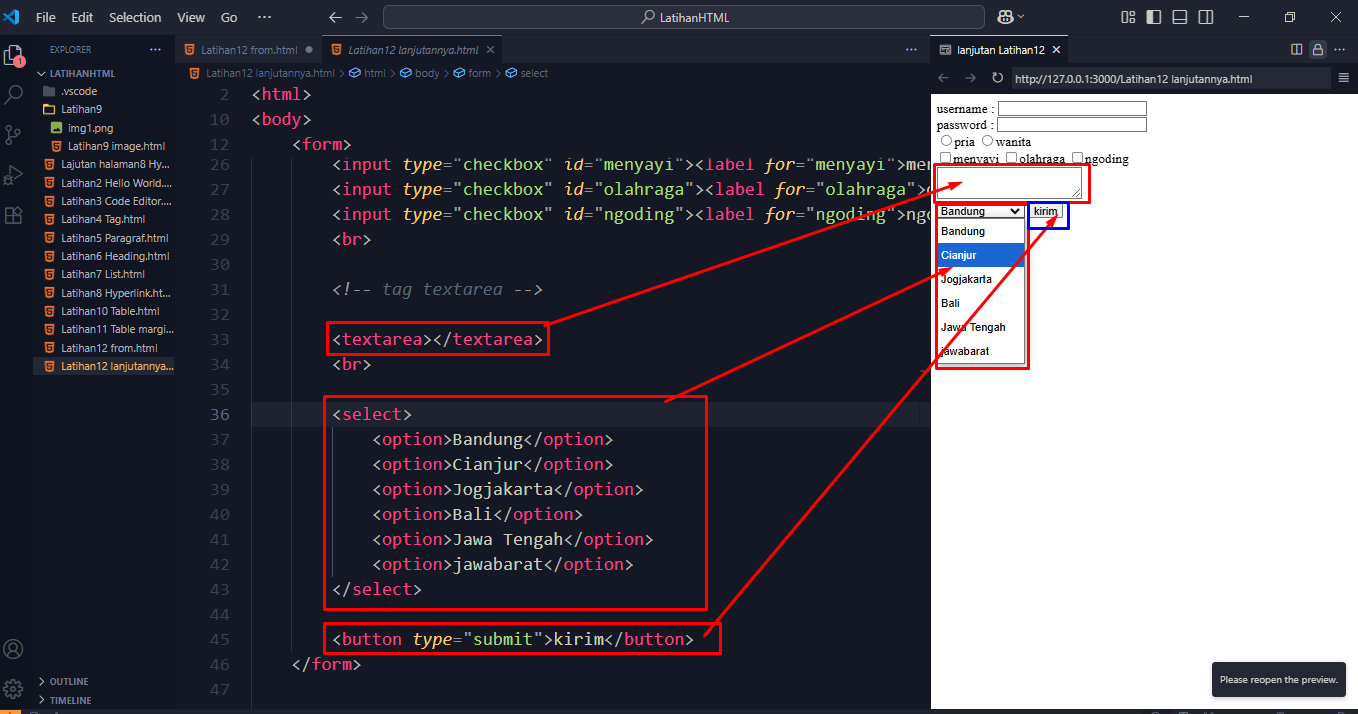 File Edit Selection View Go ··· LatihanHTML
EXPLORER ···
LATIHANHTML
.vscode
Latihan9
img1.png
Latihan9 image.html
Lajutan halaman8 Hy...
Latihan2 Hello World....
Latihan3 Code Editor....
Latihan4 Tag.html
Latihan5 Paragraf.html
Latihan6 Heading.html
Latihan7 List.html
Latihan8 Hyperlink.ht...
Latihan10 Table.html
Latihan11 Table margi...
Latihan12 from.html
Latihan12 lanjutannya...
OUTLINE
TIMELINE
1
Latihan12 from.html Latihan12 lanjutannya.html ···
Latihan12 lanjutannya.html > html > body > form > select
2 <html>
10 <body>
12 <form>
26 <input type="checkbox" id="menyayi"><label for="menyayi">men
27 <input type="checkbox" id="olahraga"><label for="olahraga">
28 <input type="checkbox" id="ngoding"><label for="ngoding">ngo
29 <br>
30
31 <!-- tag textarea -->
32
33 <textarea></textarea>
34 <br>
35
36 <select>
37 <option>Bandung</option>
38 <option>Cianjur</option>
39 <option>Jogjakarta</option>
40 <option>Bali</option>
41 <option>Jawa Tengah</option>
42 <option>jawabarat</option>
43 </select>
44
45 <button type="submit">kirim</button>
46 </form>
47
lanjutan Latihan12 ···
http://127.0.0.1:3000/Latihan12 lanjutannya.html
username :
password :
pria wanita
menyayi olahraga ngoding
Bandung kirim
Bandung
Cianjur
Jogjakarta
Bali
Jawa Tengah
jawabarat
Please reopen the preview.